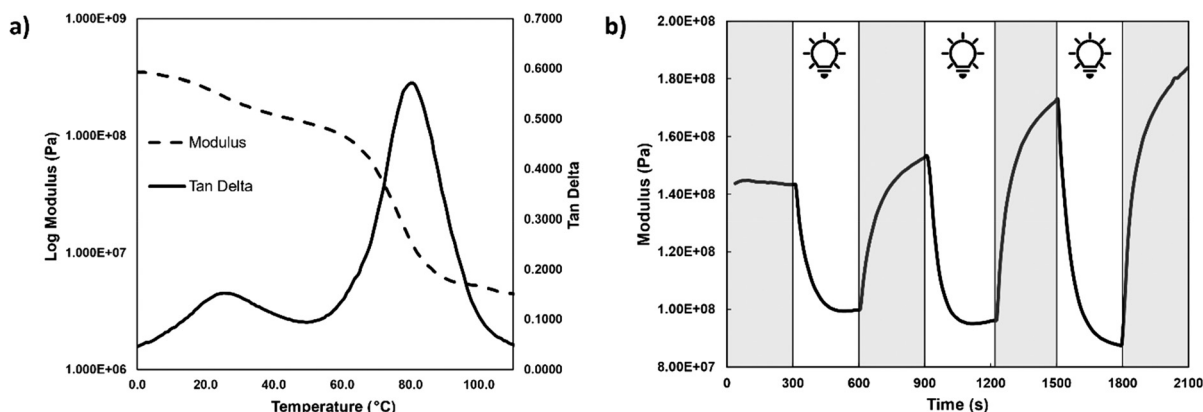 a)
1.000E+09
1.000E+08
1.000E+07
1.000E+06
Log Modulus (Pa)
Modulus
Tan Delta
0.7000
0.6000
0.5000
0.4000
0.3000
0.2000
0.1000
0.0000
Tan Delta
0.0 20.0 40.0 60.0 80.0 100.0
Temperature (°C)
b)
2.00E+08
1.80E+08
1.60E+08
1.40E+08
1.20E+08
1.00E+08
8.00E+07
Modulus (Pa)
0 300 600 900 1200 1500 1800 2100
Time (s)